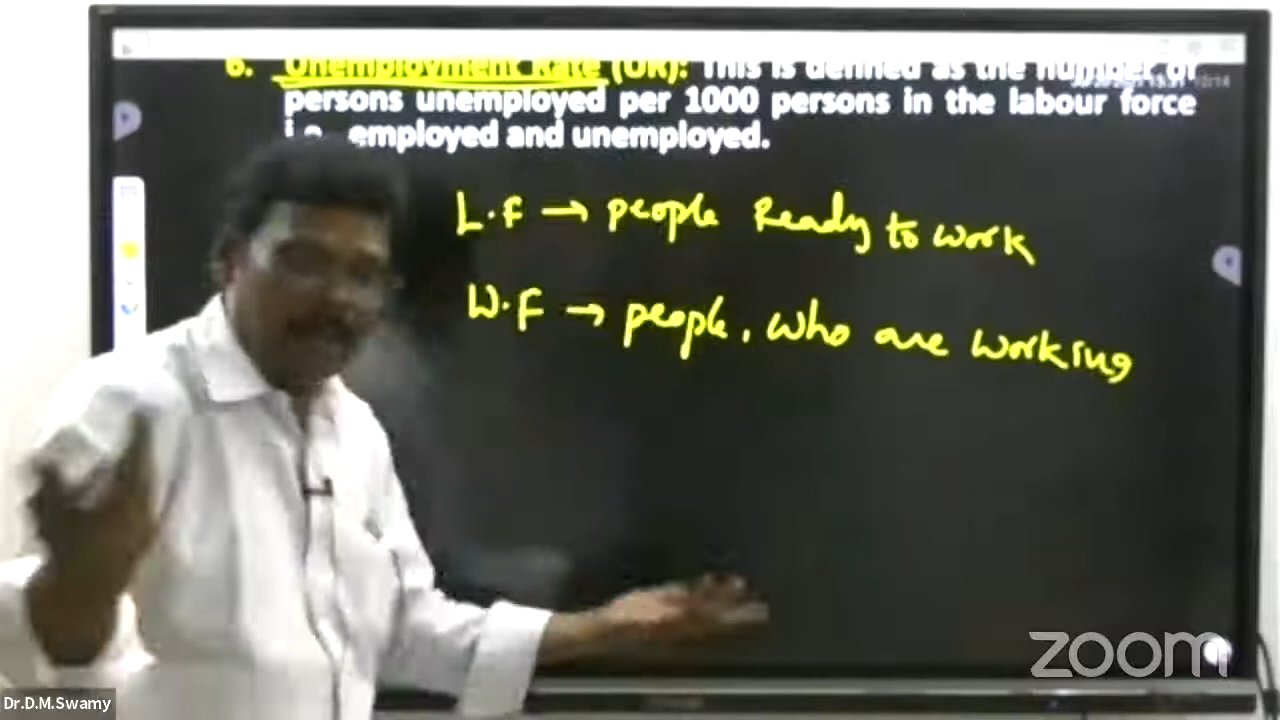 6. Unemployment Rate (UR): This is defined as the number of
persons unemployed per 1000 persons in the labour force
i.e. employed and unemployed.
L.F → people Ready to work
W.F → people, who are working
zoom
Dr.D.M.Swamy